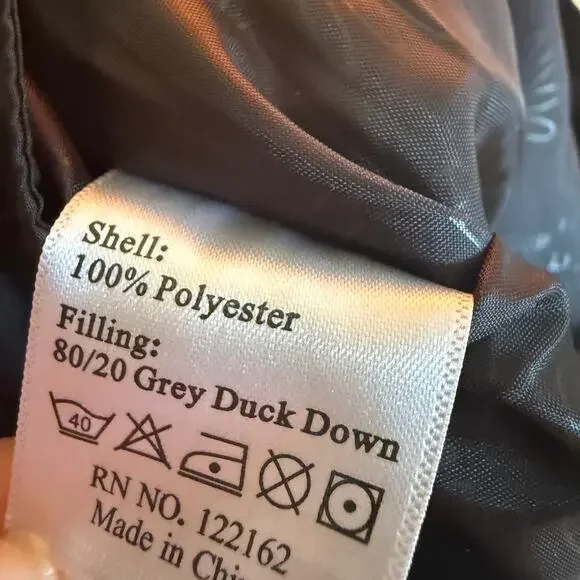 Shell:
100% Polyester
Filling:
80/20 Grey Duck Down
40
RN NO. 122162
Made in